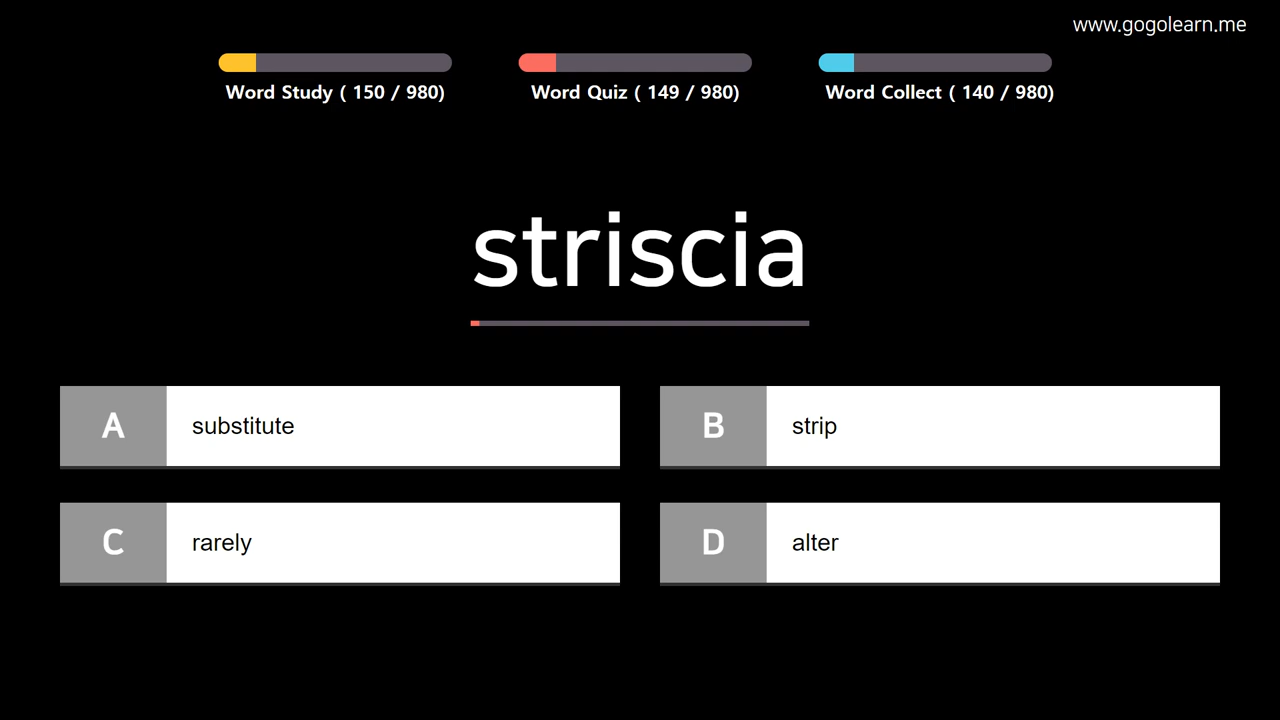 www.gogolearn.me
Word Study ( 150 / 980)
Word Quiz ( 149 / 980)
Word Collect ( 140 / 980)
striscia
A substitute
B strip
C rarely
D alter